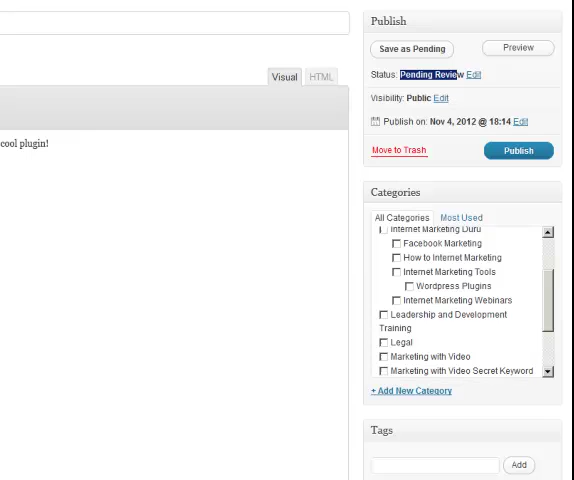 Publish
Save as Pending
Preview
Status: Pending Review Edit
Visual
HTML
Visibility: Public Edit
Publish on: Nov 4, 2012 @ 18:14 Edit
cool plugin!
Move to Trash
Publish
Categories
All Categories
Most Used
Internet Marketing Duru
Facebook Marketing
How to Internet Marketing
Internet Marketing Tools
Wordpress Plugins
Internet Marketing Webinars
Leadership and Development
Training
Legal
Marketing with Video
Marketing with Video Secret Keyword
+ Add New Category
Tags
Add